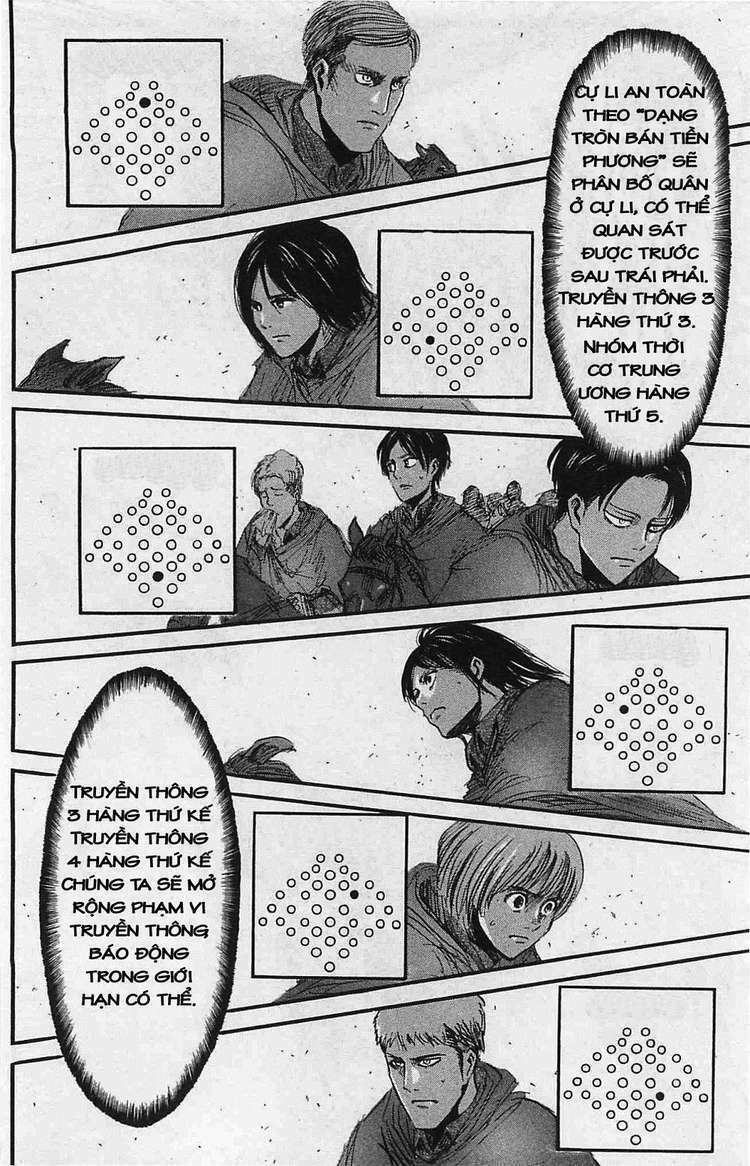 CỰ LI AN TOÀN
THEO "DẠNG
TRÒN BÁN TIỀN
PHƯƠNG" SẼ
PHÂN BỐ QUÂN
Ở CỰ LI, CÓ THỂ
QUAN SÁT
ĐƯỢC TRƯỚC
SAU TRÁI PHẢI.
TRUYỀN THÔNG 3
HÀNG THỨ 3.
NHÓM THỜI
CƠ TRUNG
ƯƠNG HÀNG
THỨ 5.
TRUYỀN THÔNG
3 HÀNG THỨ KẾ
TRUYỀN THÔNG
4 HÀNG THỨ KẾ
CHÚNG TA SẼ MỞ
RỘNG PHẠM VI
TRUYỀN THÔNG,
BÁO ĐỘNG
TRONG GIỚI
HẠN CÓ THỂ.